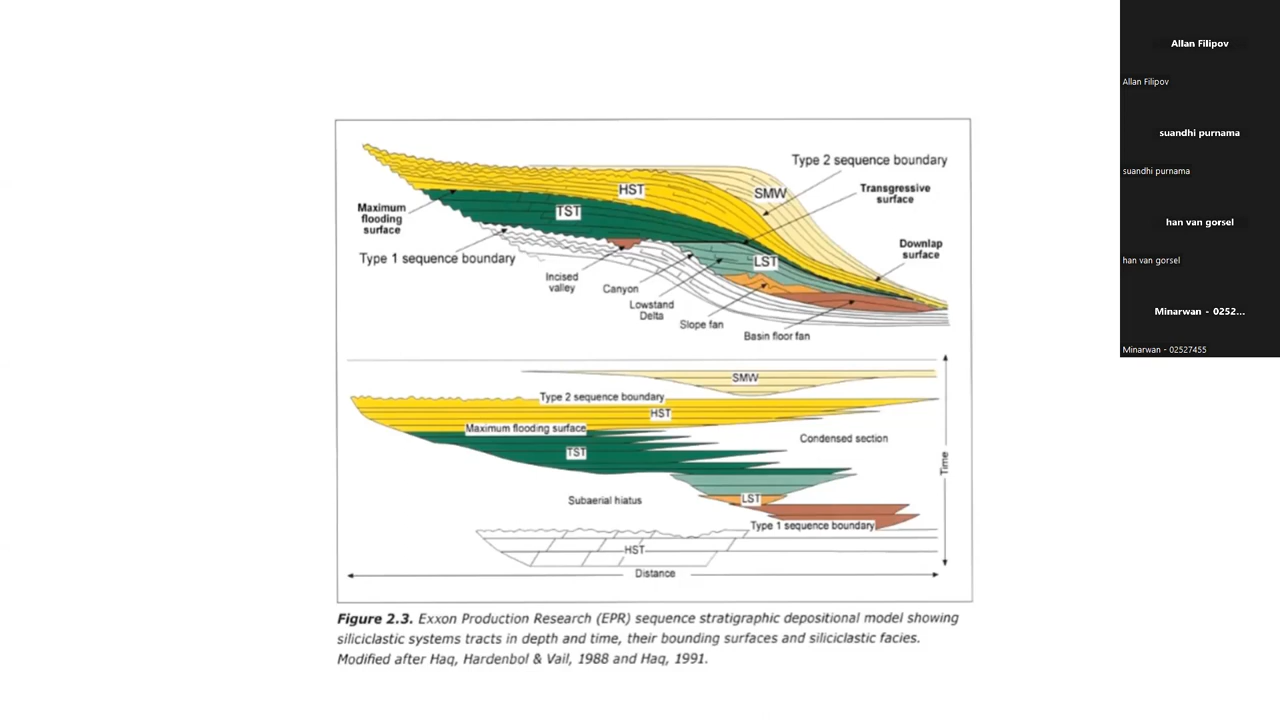 Type 2 sequence boundary
HST
SMW
Transgressive
surface
TST
Maximum
flooding
surface
Downlap
surface
Type 1 sequence boundary
LST
Incised
valley
Canyon
Lowstand
Delta
Slope fan
Basin floor fan
SMW
Type 2 sequence boundary
HST
Maximum flooding surface
Condensed section
TST
Time
Subaerial hiatus
LST
Type 1 sequence boundary
HST
Distance
Figure 2.3. Exxon Production Research (EPR) sequence stratigraphic depositional model showing
siliciclastic systems tracts in depth and time, their bounding surfaces and siliciclastic facies.
Modified after Haq, Hardenbol & Vail, 1988 and Haq, 1991.
Allan Filipov
Allan Filipov
suandhi purnama
suandhi purnama
han van gorsel
han van gorsel
Minarwan - 0252...
Minarwan - 02527455